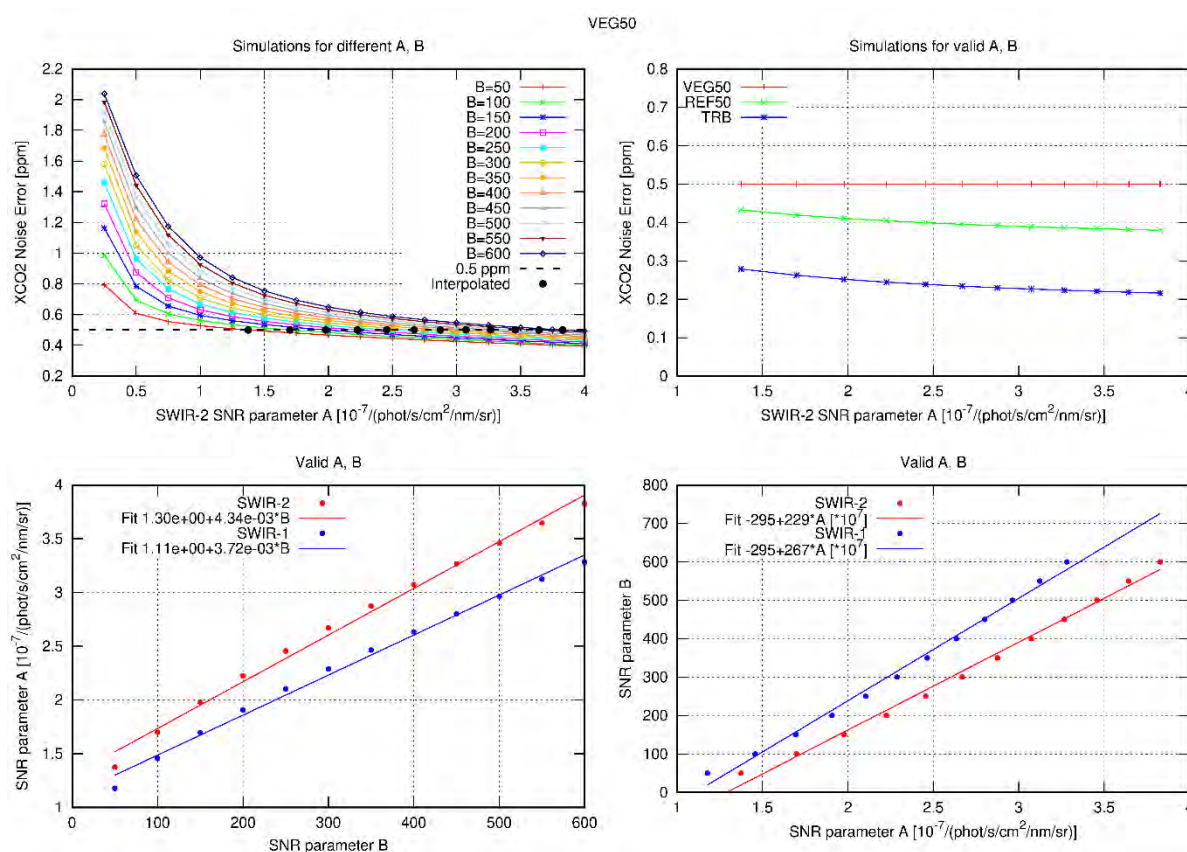 VEG50
Simulations for different A, B
XCO2 Noise Error [ppm]
2.2
2
1.8
1.6
1.4
1.2
1
0.8
0.6
0.4
0.2
B=50
B=100
B=150
B=200
B=250
B=300
B=350
B=400
B=450
B=500
B=550
B=600
0.5 ppm
Interpolated
0 0.5 1 1.5 2 2.5 3 3.5 4
SWIR-2 SNR parameter A [10⁻⁷/(phot/s/cm²/nm/sr)]
Simulations for valid A, B
XCO2 Noise Error [ppm]
0.8
0.7
0.6
0.5
0.4
0.3
0.2
0.1
0
VEG50
REF50
TRB
1 1.5 2 2.5 3 3.5 4
SWIR-2 SNR parameter A [10⁻⁷/(phot/s/cm²/nm/sr)]
Valid A, B
SNR parameter A [10⁻⁷/(phot/s/cm²/nm/sr)]
4
3.5
3
2.5
2
1.5
1
SWIR-2
Fit 1.30e+00+4.34e-03*B
SWIR-1
Fit 1.11e+00+3.72e-03*B
0 100 200 300 400 500 600
SNR parameter B
Valid A, B
SNR parameter B
800
700
600
500
400
300
200
100
0
SWIR-2
Fit -295+229*A [*10⁷]
SWIR-1
Fit -295+267*A [*10⁷]
1 1.5 2 2.5 3 3.5 4
SNR parameter A [10⁻⁷/(phot/s/cm²/nm/sr)]